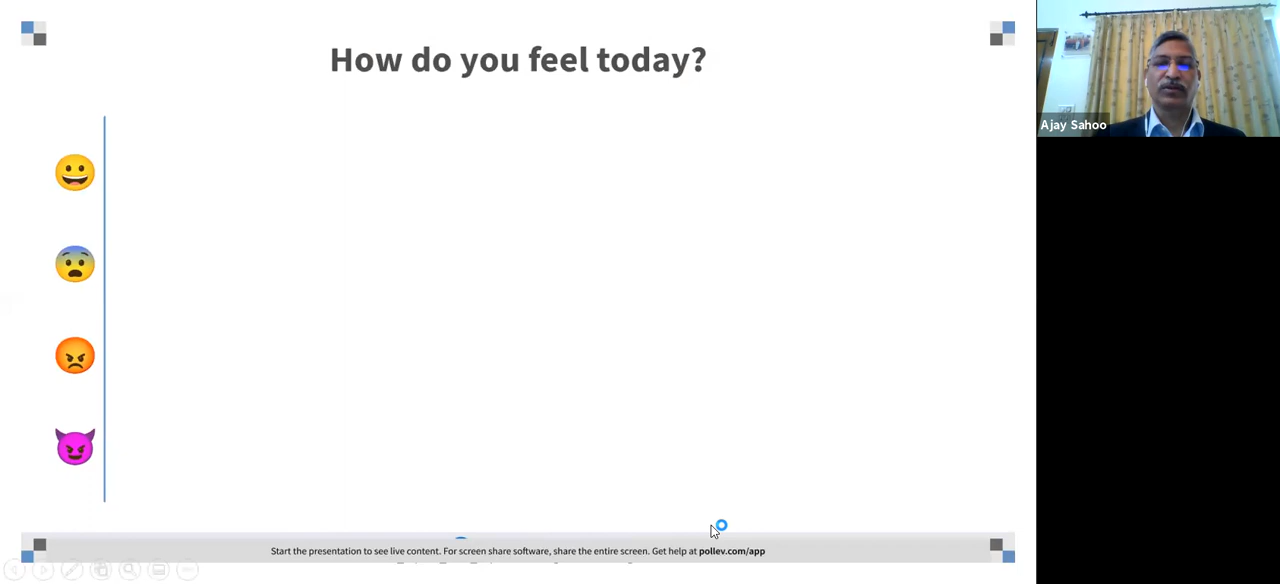 How do you feel today?
Ajay Sahoo
Start the presentation to see live content. For screen share software, share the entire screen. Get help at pollev.com/app